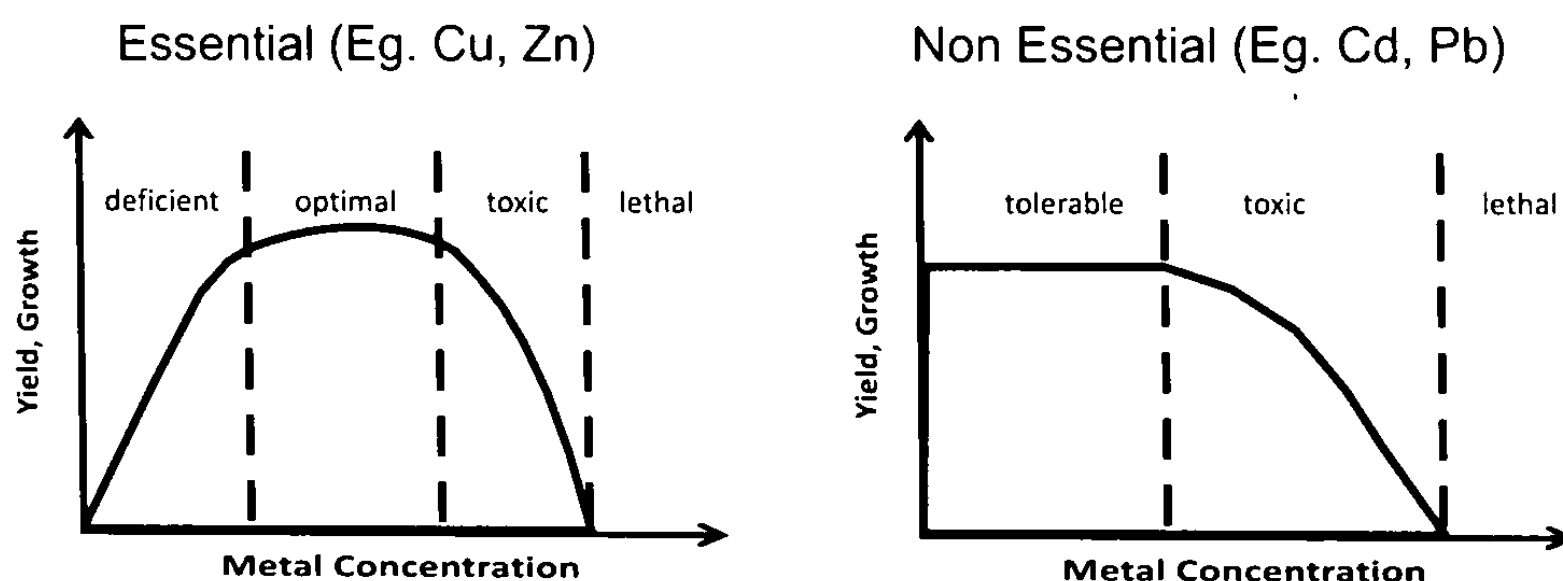 Essential (Eg. Cu, Zn)
deficient
optimal
toxic
lethal
Yield, Growth
Metal Concentration
Non Essential (Eg. Cd, Pb)
tolerable
toxic
lethal
Yield, Growth
Metal Concentration